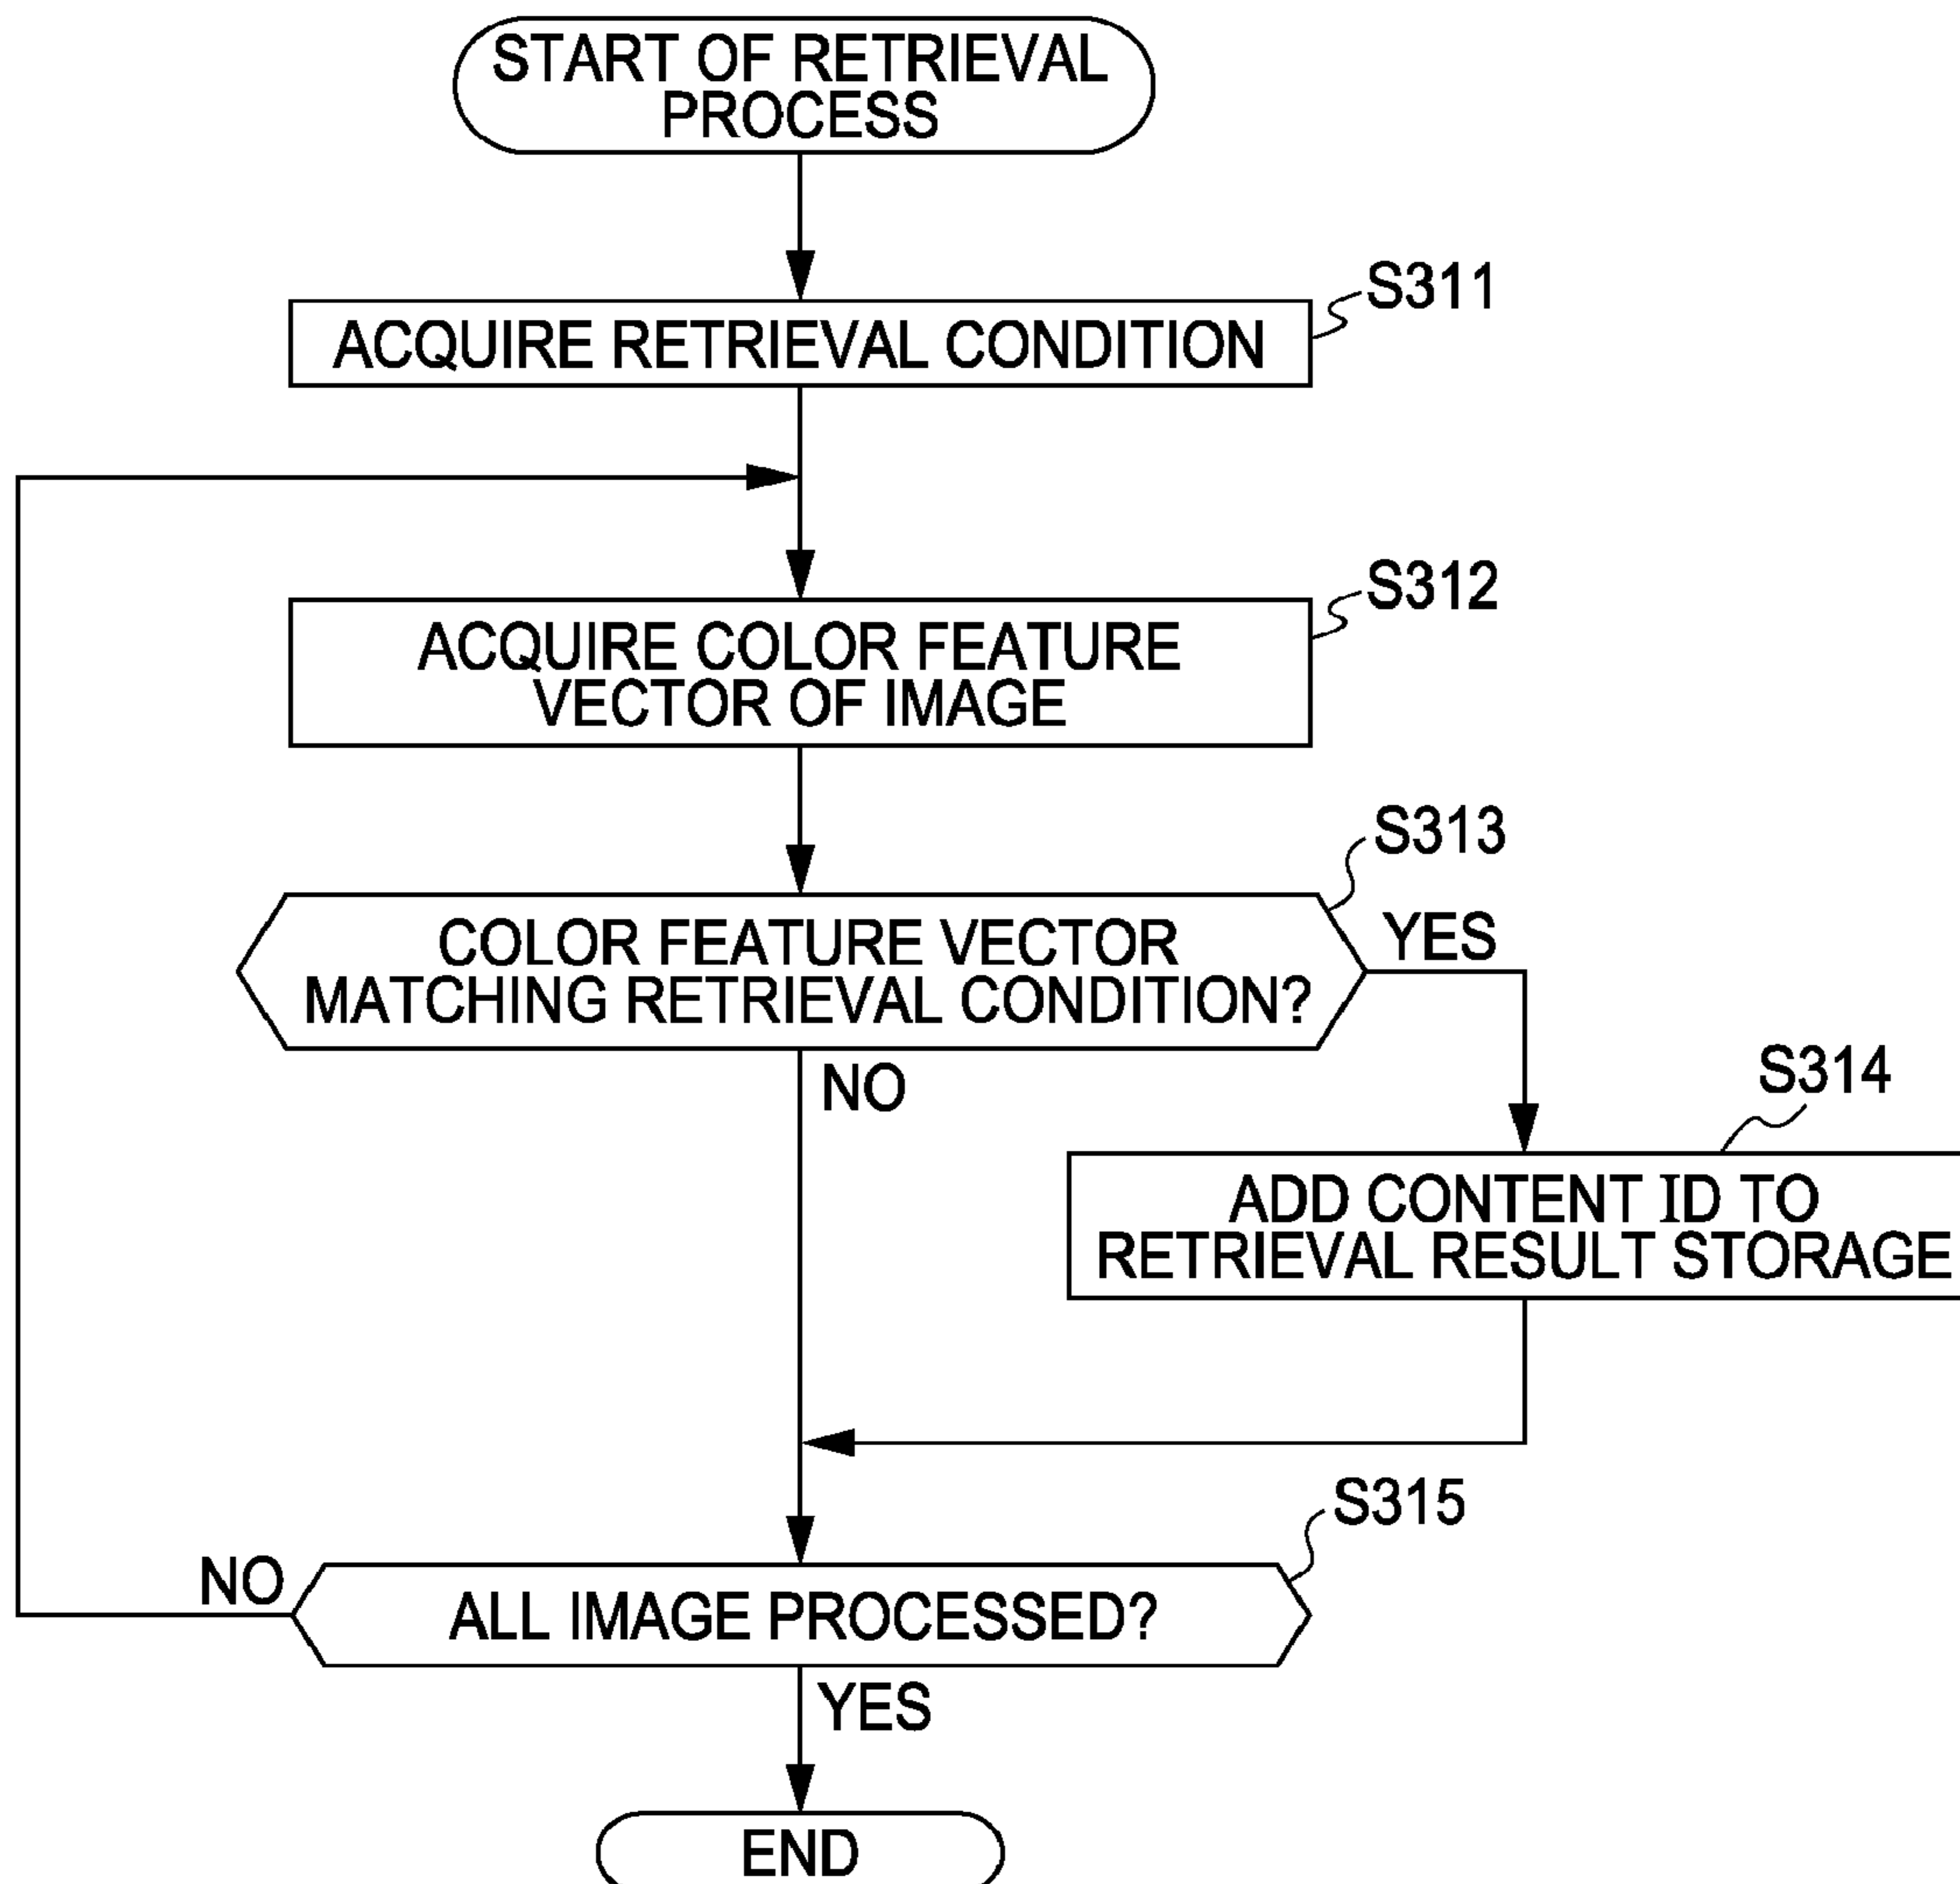 START OF RETRIEVAL
PROCESS
S311
ACQUIRE RETRIEVAL CONDITION
S312
ACQUIRE COLOR FEATURE
VECTOR OF IMAGE
S313
COLOR FEATURE VECTOR
MATCHING RETRIEVAL CONDITION?
YES
NO
S314
ADD CONTENT ID TO
RETRIEVAL RESULT STORAGE
S315
NO
ALL IMAGE PROCESSED?
YES
END